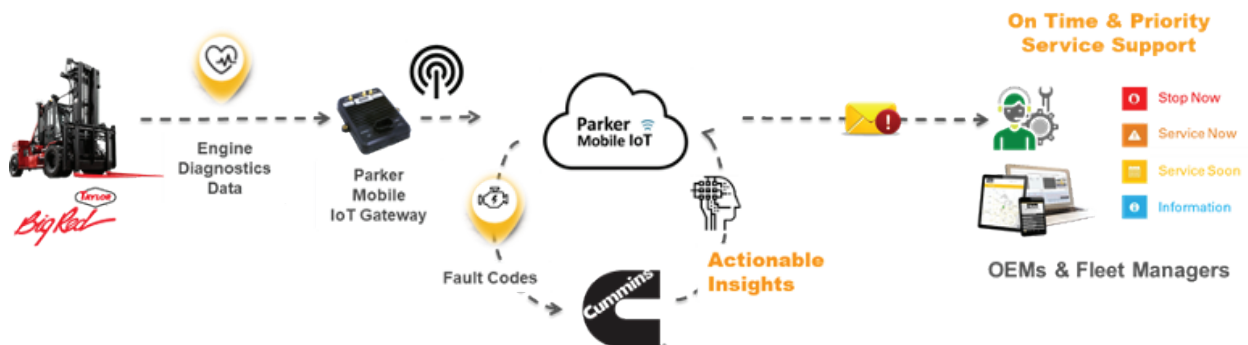 On Time & Priority
Service Support
Stop Now
Service Now
Service Soon
Information
OEMs & Fleet Managers
TAYLOR
Big Red
Engine
Diagnostics
Data
Parker
Mobile
IoT Gateway
Parker
Mobile IoT
Fault Codes
Cummins
Actionable
Insights